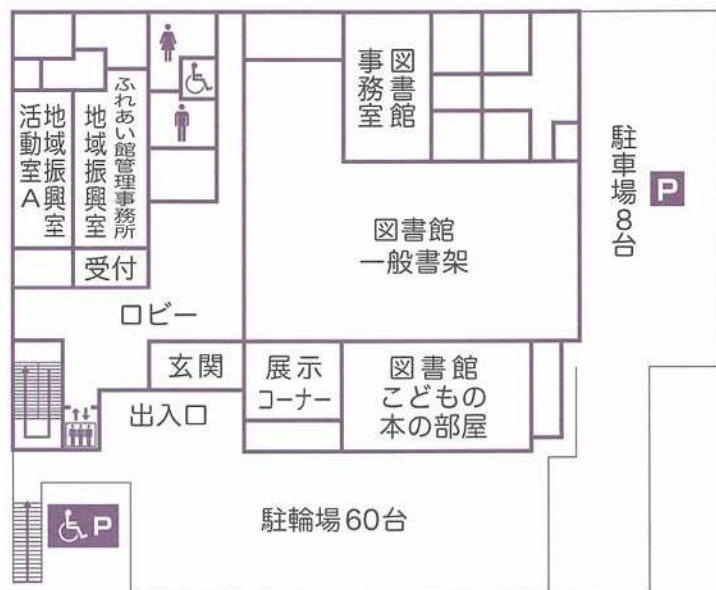 地域振興室
活動室A
ふれあい館管理事務所
地域振興室
受付
図書館
事務室
駐車場8台
P
図書館
一般書架
ロビー
玄関
展示
コーナー
図書館
こどもの
本の部屋
出入口
P
駐輪場60台